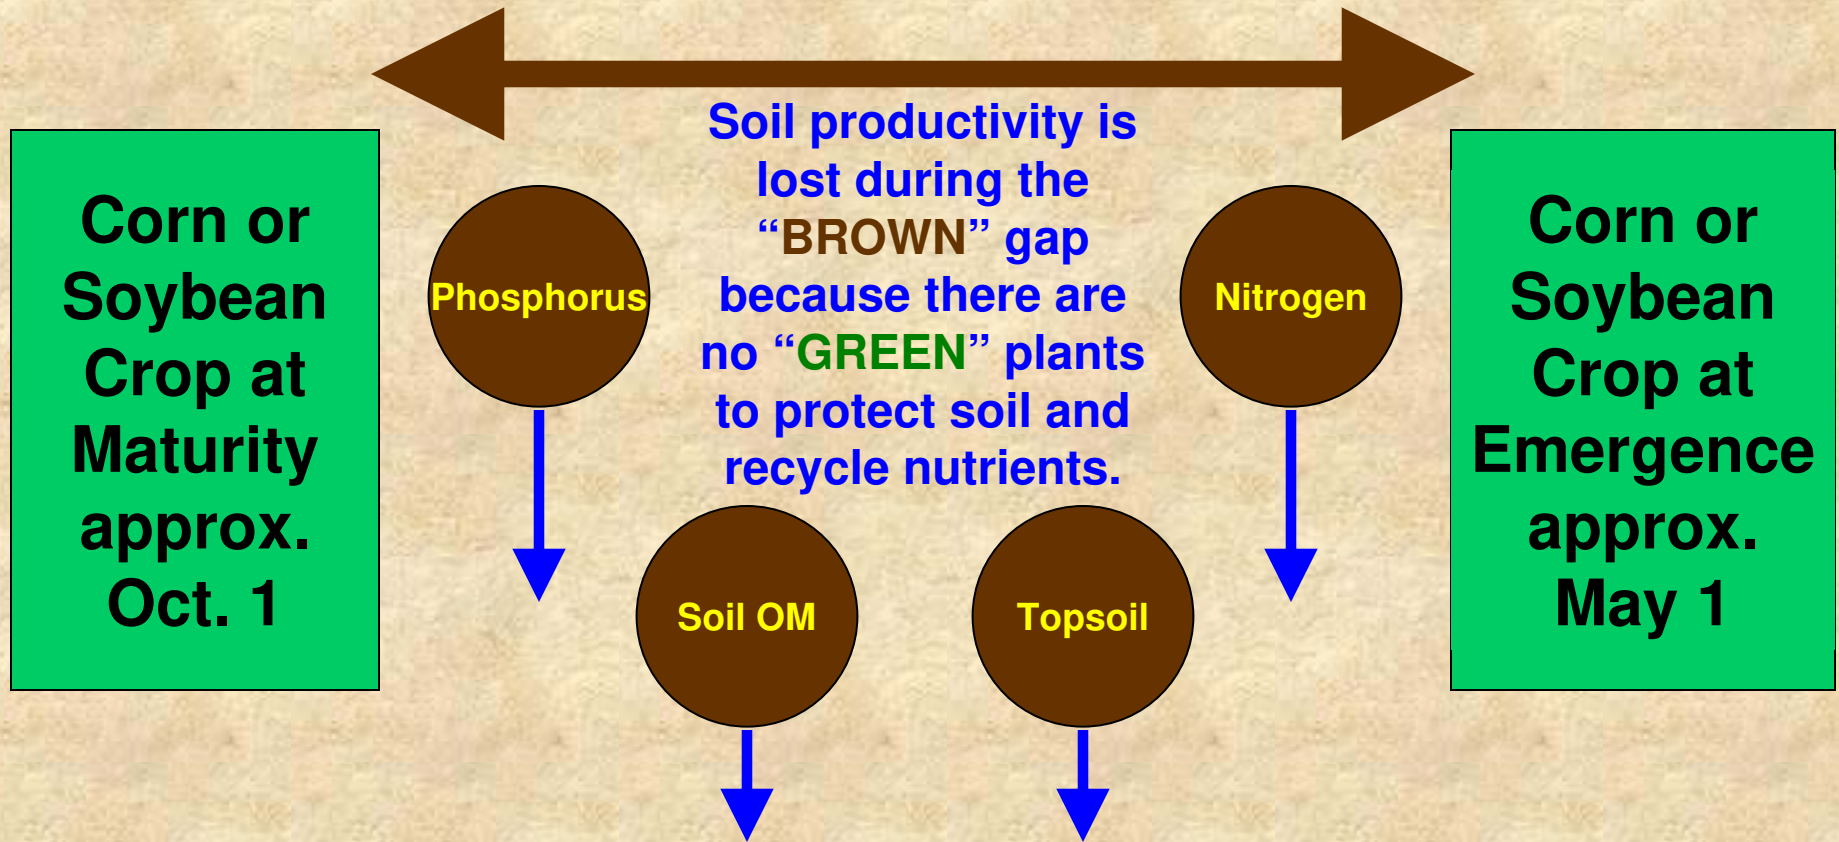 Corn or
Soybean
Crop at
Maturity
approx.
Oct. 1
Phosphorus
Soil productivity is
lost during the
“BROWN” gap
because there are
no “GREEN” plants
to protect soil and
recycle nutrients.
Nitrogen
Soil OM
Topsoil
Corn or
Soybean
Crop at
Emergence
approx.
May 1